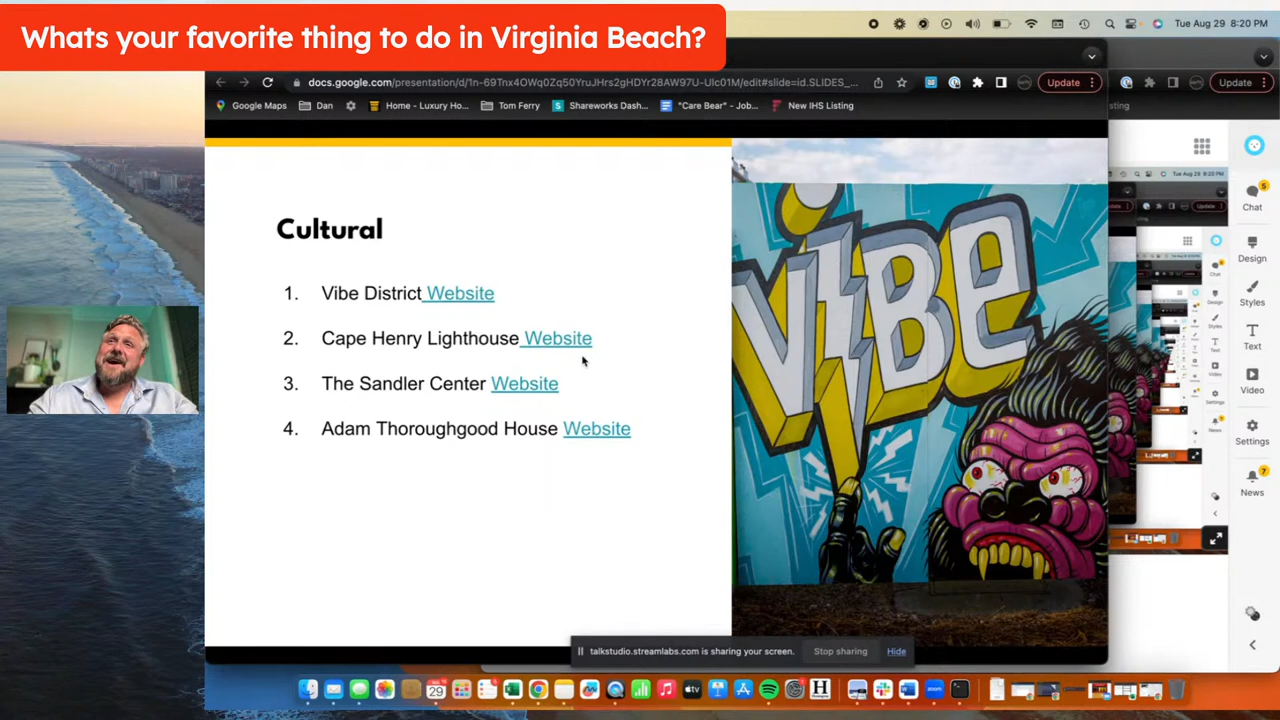 Whats your favorite thing to do in Virginia Beach?
Tue Aug 29 8:20 PM
docs.google.com/presentation/d/1n-69Tnx4OWq0Zq50YruJHrs2gHDYr28AW97U-UIc01M/edit#slide=id.SLIDES_...
Update
Update
Google Maps
Dan
Home - Luxury Ho...
Tom Ferry
Shareworks Dash...
"Care Bear" - Job...
New IHS Listing
Cultural
1. Vibe District Website
2. Cape Henry Lighthouse Website
3. The Sandler Center Website
4. Adam Thoroughgood House Website
ViBe
5
Chat
Design
Styles
Text
Video
Settings
7
News
talkstudio.streamlabs.com is sharing your screen.
Stop sharing
Hide